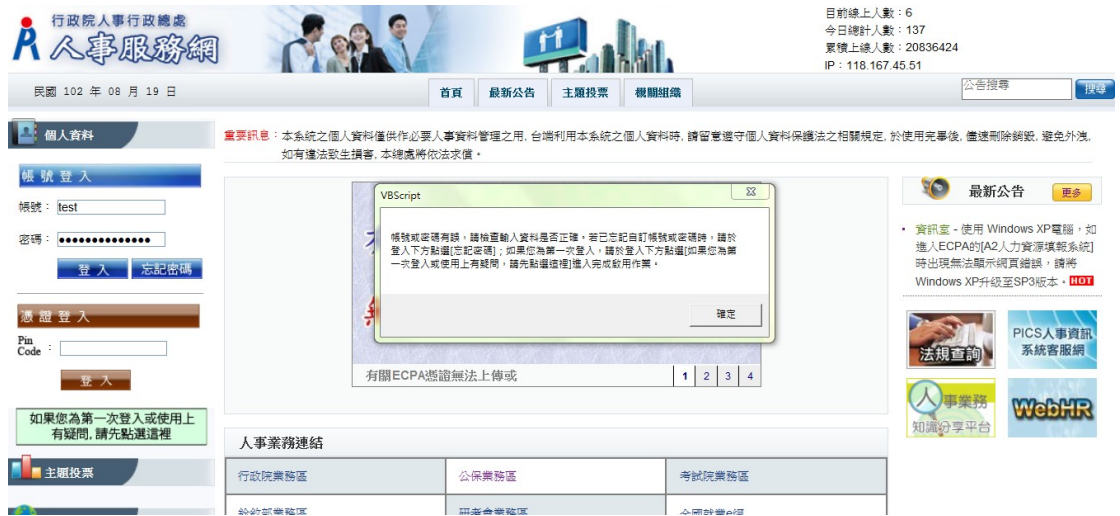 行政院人事行政總處
人事服務網
目前線上人數：6
今日總計人數：137
累積上線人數：20836424
IP：118.167.45.51
民國 102 年 08 月 19 日
首頁
最新公告
主題投票
機關組織
公告搜尋
搜尋
個人資料
帳 號 登 入
帳號： test
密碼： ●●●●●●●●●●●●●●
登 入
忘記密碼
憑 證 登 入
Pin
Code ：
登 入
如果您為第一次登入或使用上
有疑問, 請先點選這裡
主題投票
重要訊息：本系統之個人資料僅供作必要人事資料管理之用, 台端利用本系統之個人資料時, 請留意遵守個人資料保護法之相關規定, 於使用完畢後, 儘速刪除銷毀, 避免外洩,
如有違法致生損害, 本總處將依法求償。
VBScript
帳號或密碼有誤，請檢查輸入資料是否正確，若已忘記自訂帳號或密碼時，請於
登入下方點選[忘記密碼]；如果您為第一次登入，請於登入下方點選[如果您為第
一次登入或使用上有疑問，請先點選這裡]進入完成啟用作業。
確定
有關ECPA憑證無法上傳或
1 2 3 4
人事業務連結
行政院業務區
公保業務區
考試院業務區
銓敘部業務區
研考會業務區
全國就業e網
最新公告
更多
資訊室 - 使用 Windows XP電腦，如
進入ECPA的[A2人力資源填報系統]
時出現無法顯示網頁錯誤，請將
Windows XP升級至SP3版本。HOT
法規查詢
PICS人事資訊
系統客服網
人事業務
知識分享平台
WebHR